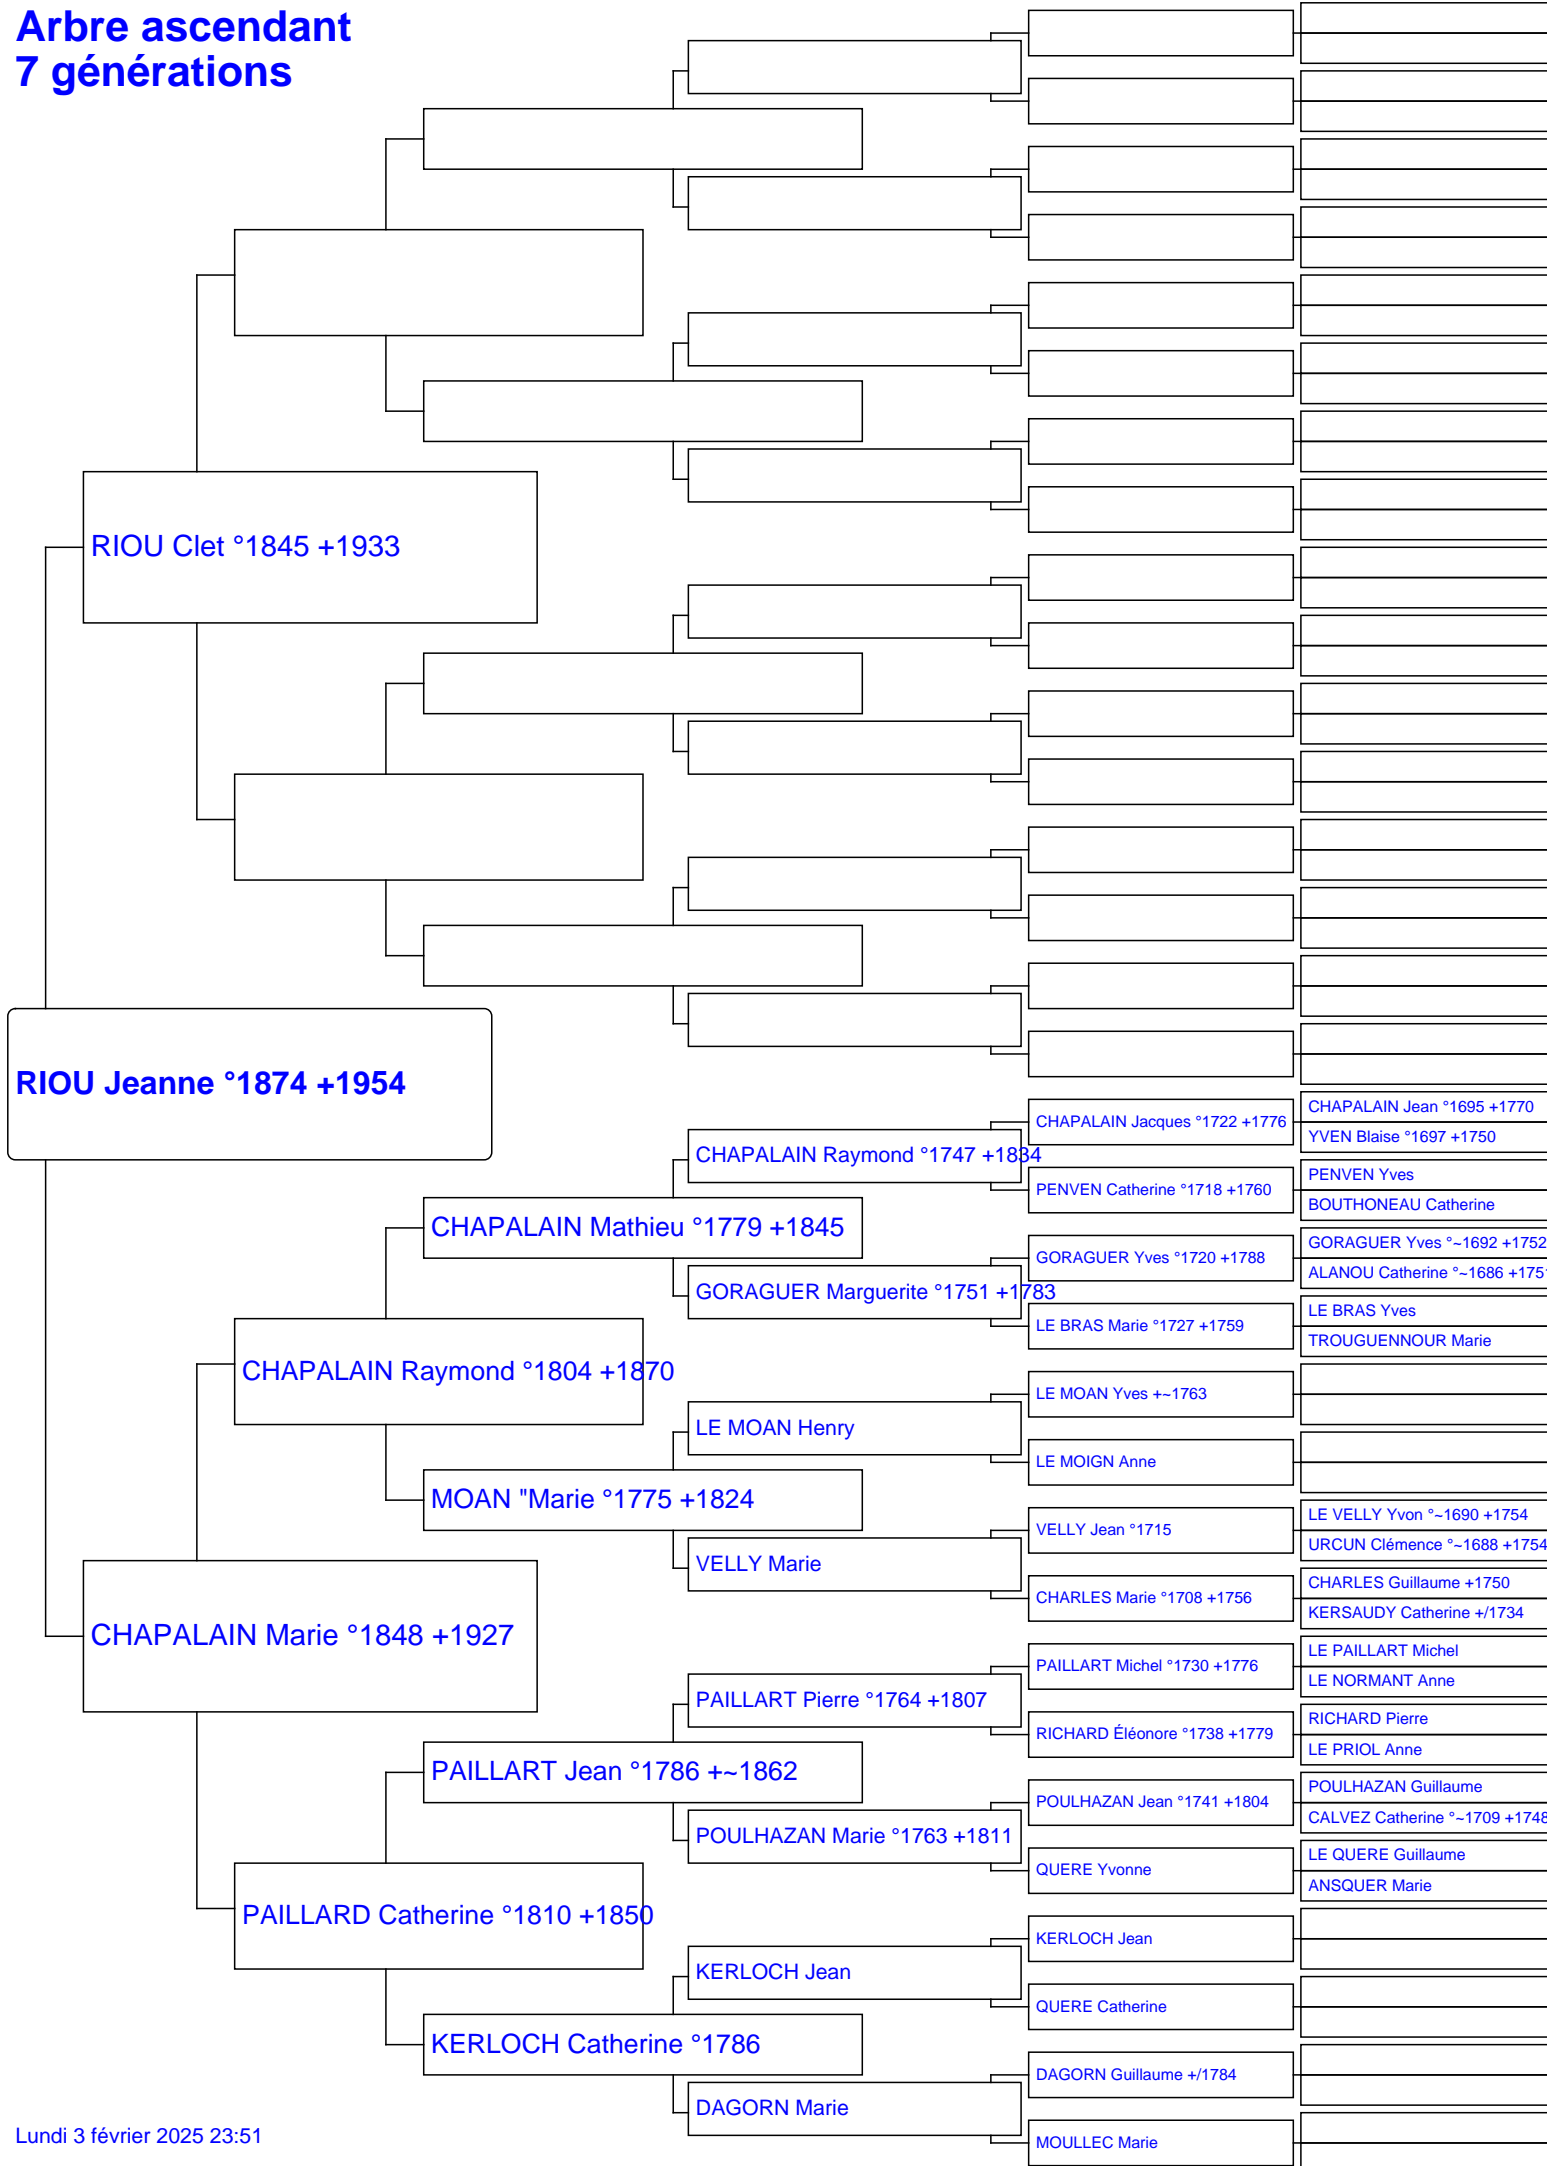 Arbre ascendant
7 générations
RIOU Clet °1845 +1933
RIOU Jeanne °1874 +1954
CHAPALAIN Jacques °1722 +1776
CHAPALAIN Jean °1695 +1770
YVEN Blaise °1697 +1750
CHAPALAIN Raymond °1747 +1834
PENVEN Catherine °1718 +1760
PENVEN Yves
BOUTHONEAU Catherine
CHAPALAIN Mathieu °1779 +1845
GORAGUER Yves °1720 +1788
GORAGUER Yves °~1692 +1752
ALANOU Catherine °~1686 +1751
GORAGUER Marguerite °1751 +1783
LE BRAS Marie °1727 +1759
LE BRAS Yves
TROUGUENNOUR Marie
CHAPALAIN Raymond °1804 +1870
LE MOAN Yves +~1763
LE MOAN Henry
LE MOIGN Anne
MOAN "Marie °1775 +1824
VELLY Jean °1715
LE VELLY Yvon °~1690 +1754
URCUN Clémence °~1688 +1754
VELLY Marie
CHARLES Marie °1708 +1756
CHARLES Guillaume +1750
KERSAUDY Catherine +/1734
CHAPALAIN Marie °1848 +1927
PAILLART Michel °1730 +1776
LE PAILLART Michel
LE NORMANT Anne
PAILLART Pierre °1764 +1807
RICHARD Éléonore °1738 +1779
RICHARD Pierre
LE PRIOL Anne
PAILLART Jean °1786 +~1862
POULHAZAN Jean °1741 +1804
POULHAZAN Guillaume
CALVEZ Catherine °~1709 +1748
POULHAZAN Marie °1763 +1811
QUERE Yvonne
LE QUERE Guillaume
ANSQUER Marie
PAILLARD Catherine °1810 +1850
KERLOCH Jean
KERLOCH Jean
QUERE Catherine
KERLOCH Catherine °1786
DAGORN Guillaume +/1784
DAGORN Marie
MOULLEC Marie
Lundi 3 février 2025 23:51